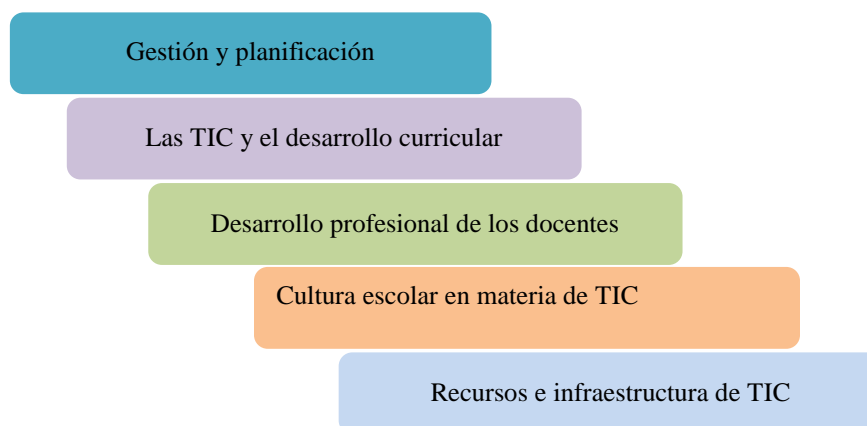 Gestión y planificación
Las TIC y el desarrollo curricular
Desarrollo profesional de los docentes
Cultura escolar en materia de TIC
Recursos e infraestructura de TIC